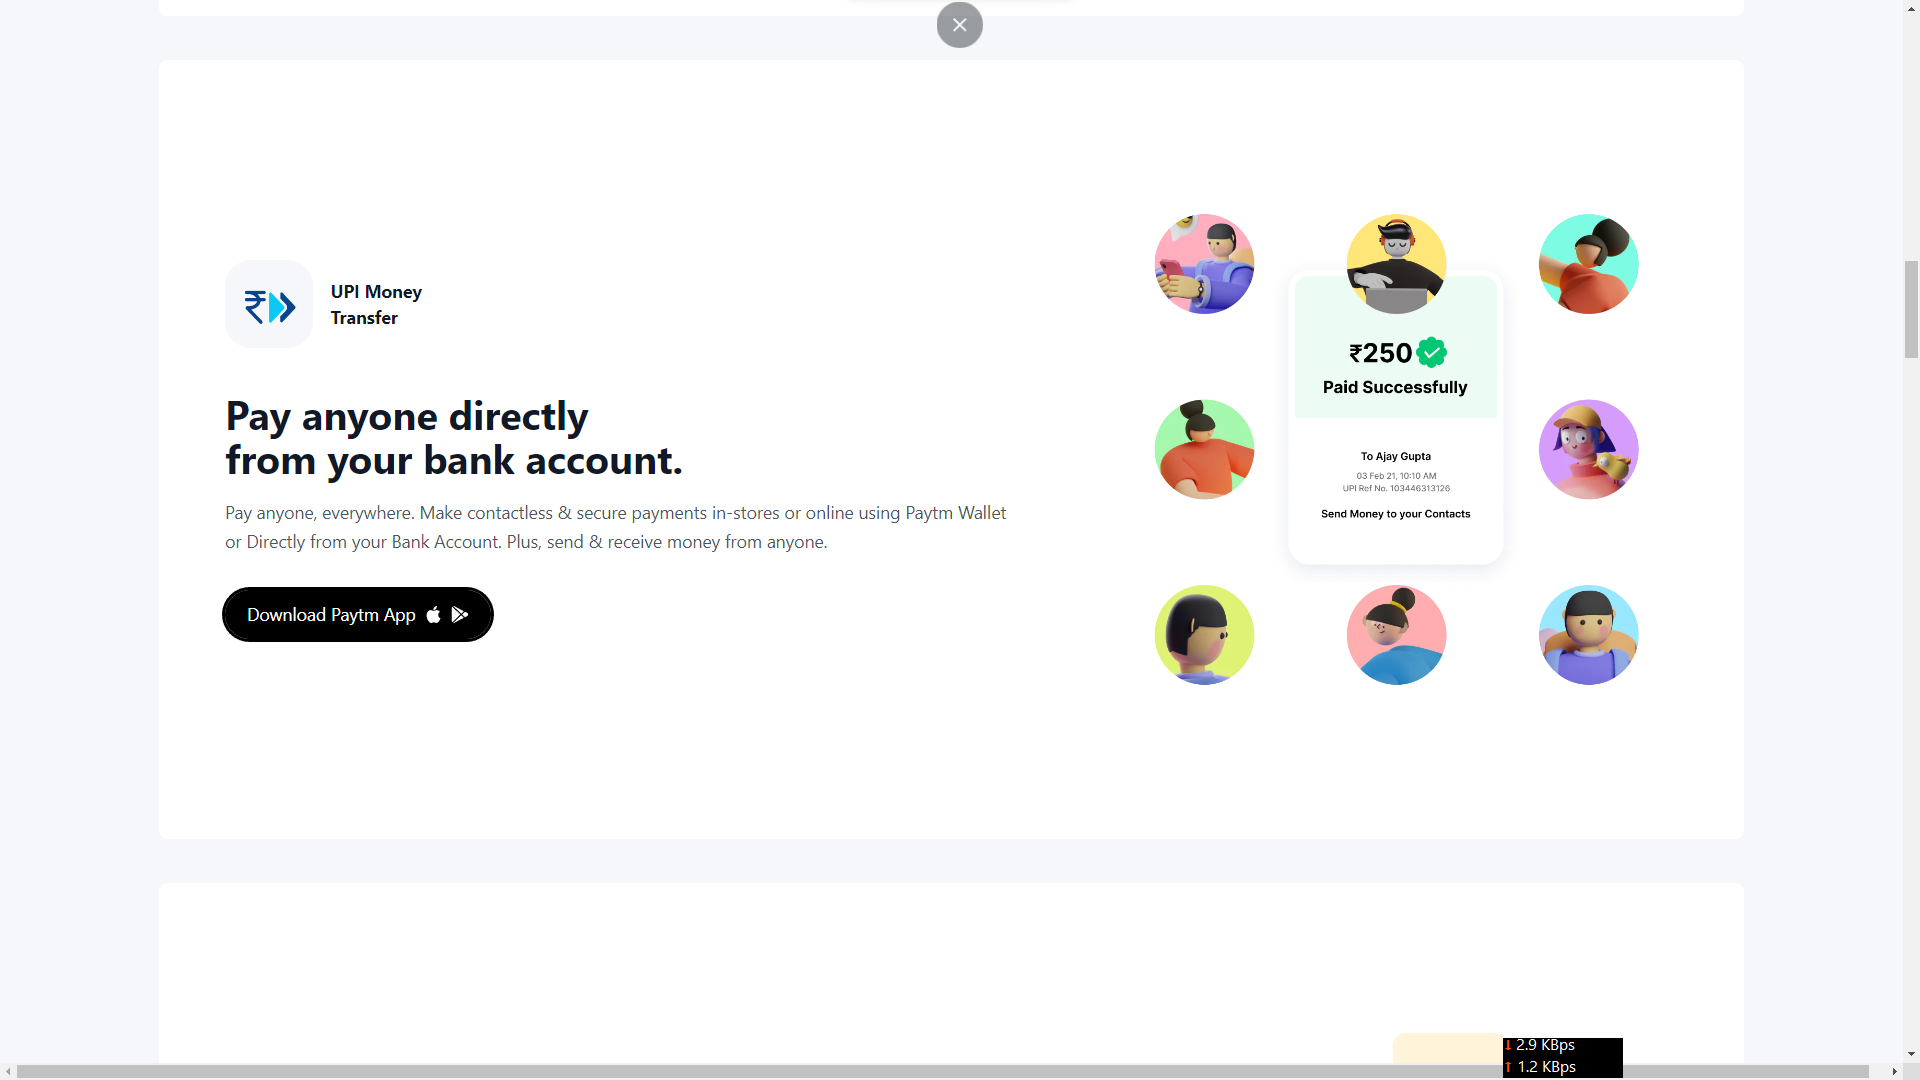 UPI Money
Transfer
Pay anyone directly
from your bank account.
Pay anyone, everywhere. Make contactless & secure payments in-stores or online using Paytm Wallet
or Directly from your Bank Account. Plus, send & receive money from anyone.
Download Paytm App
₹250
Paid Successfully
To Ajay Gupta
03 Feb 21, 10:10 AM
UPI Ref No. 103446313126
Send Money to your Contacts
2.9 KBps
1.2 KBps